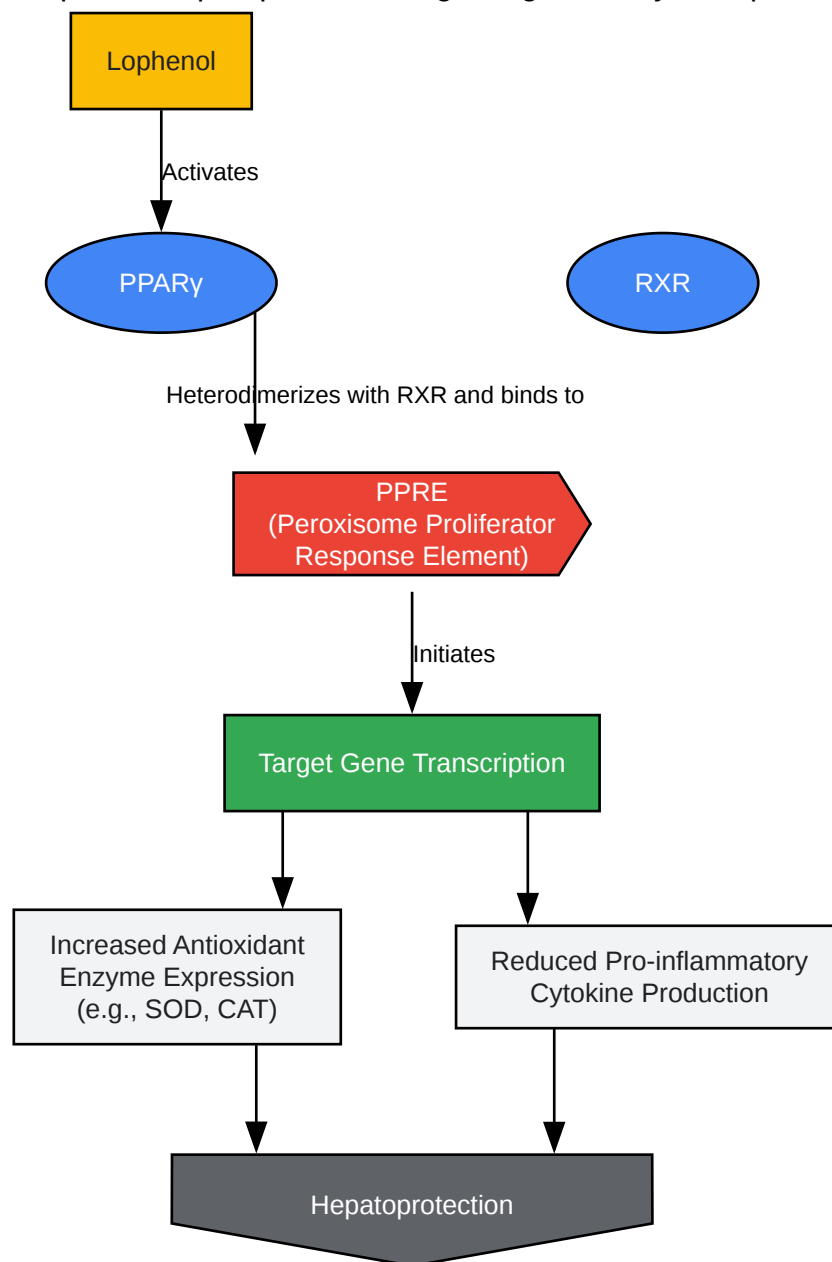 Lophenol
Activates
PPARγ
RXR
Heterodimerizes with RXR and binds to
PPRE
(Peroxisome Proliferator
Response Element)
Initiates
Target Gene Transcription
Increased Antioxidant
Enzyme Expression
(e.g., SOD, CAT)
Reduced Pro-inflammatory
Cytokine Production
Hepatoprotection